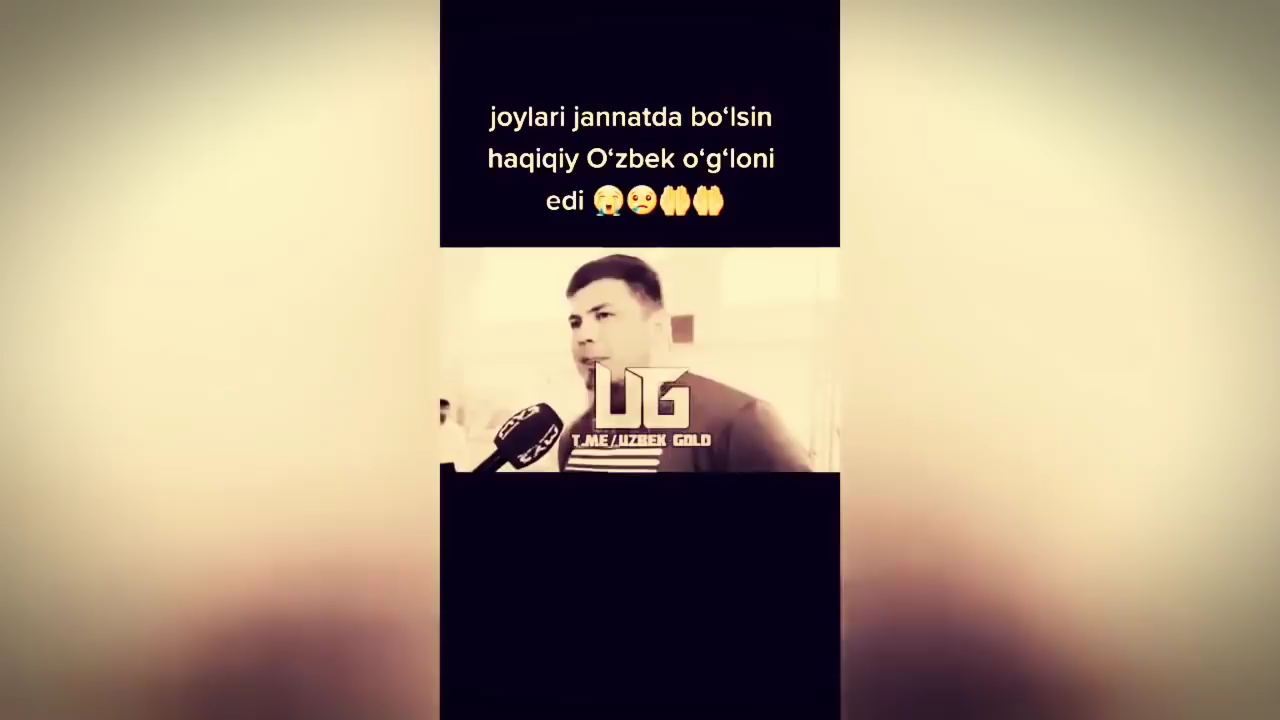 joylari jannatda bo‘lsin
haqiqiy O‘zbek o‘g‘loni
edi 😭😢🤲🤲
UG
T.ME/UZBEK GOLD